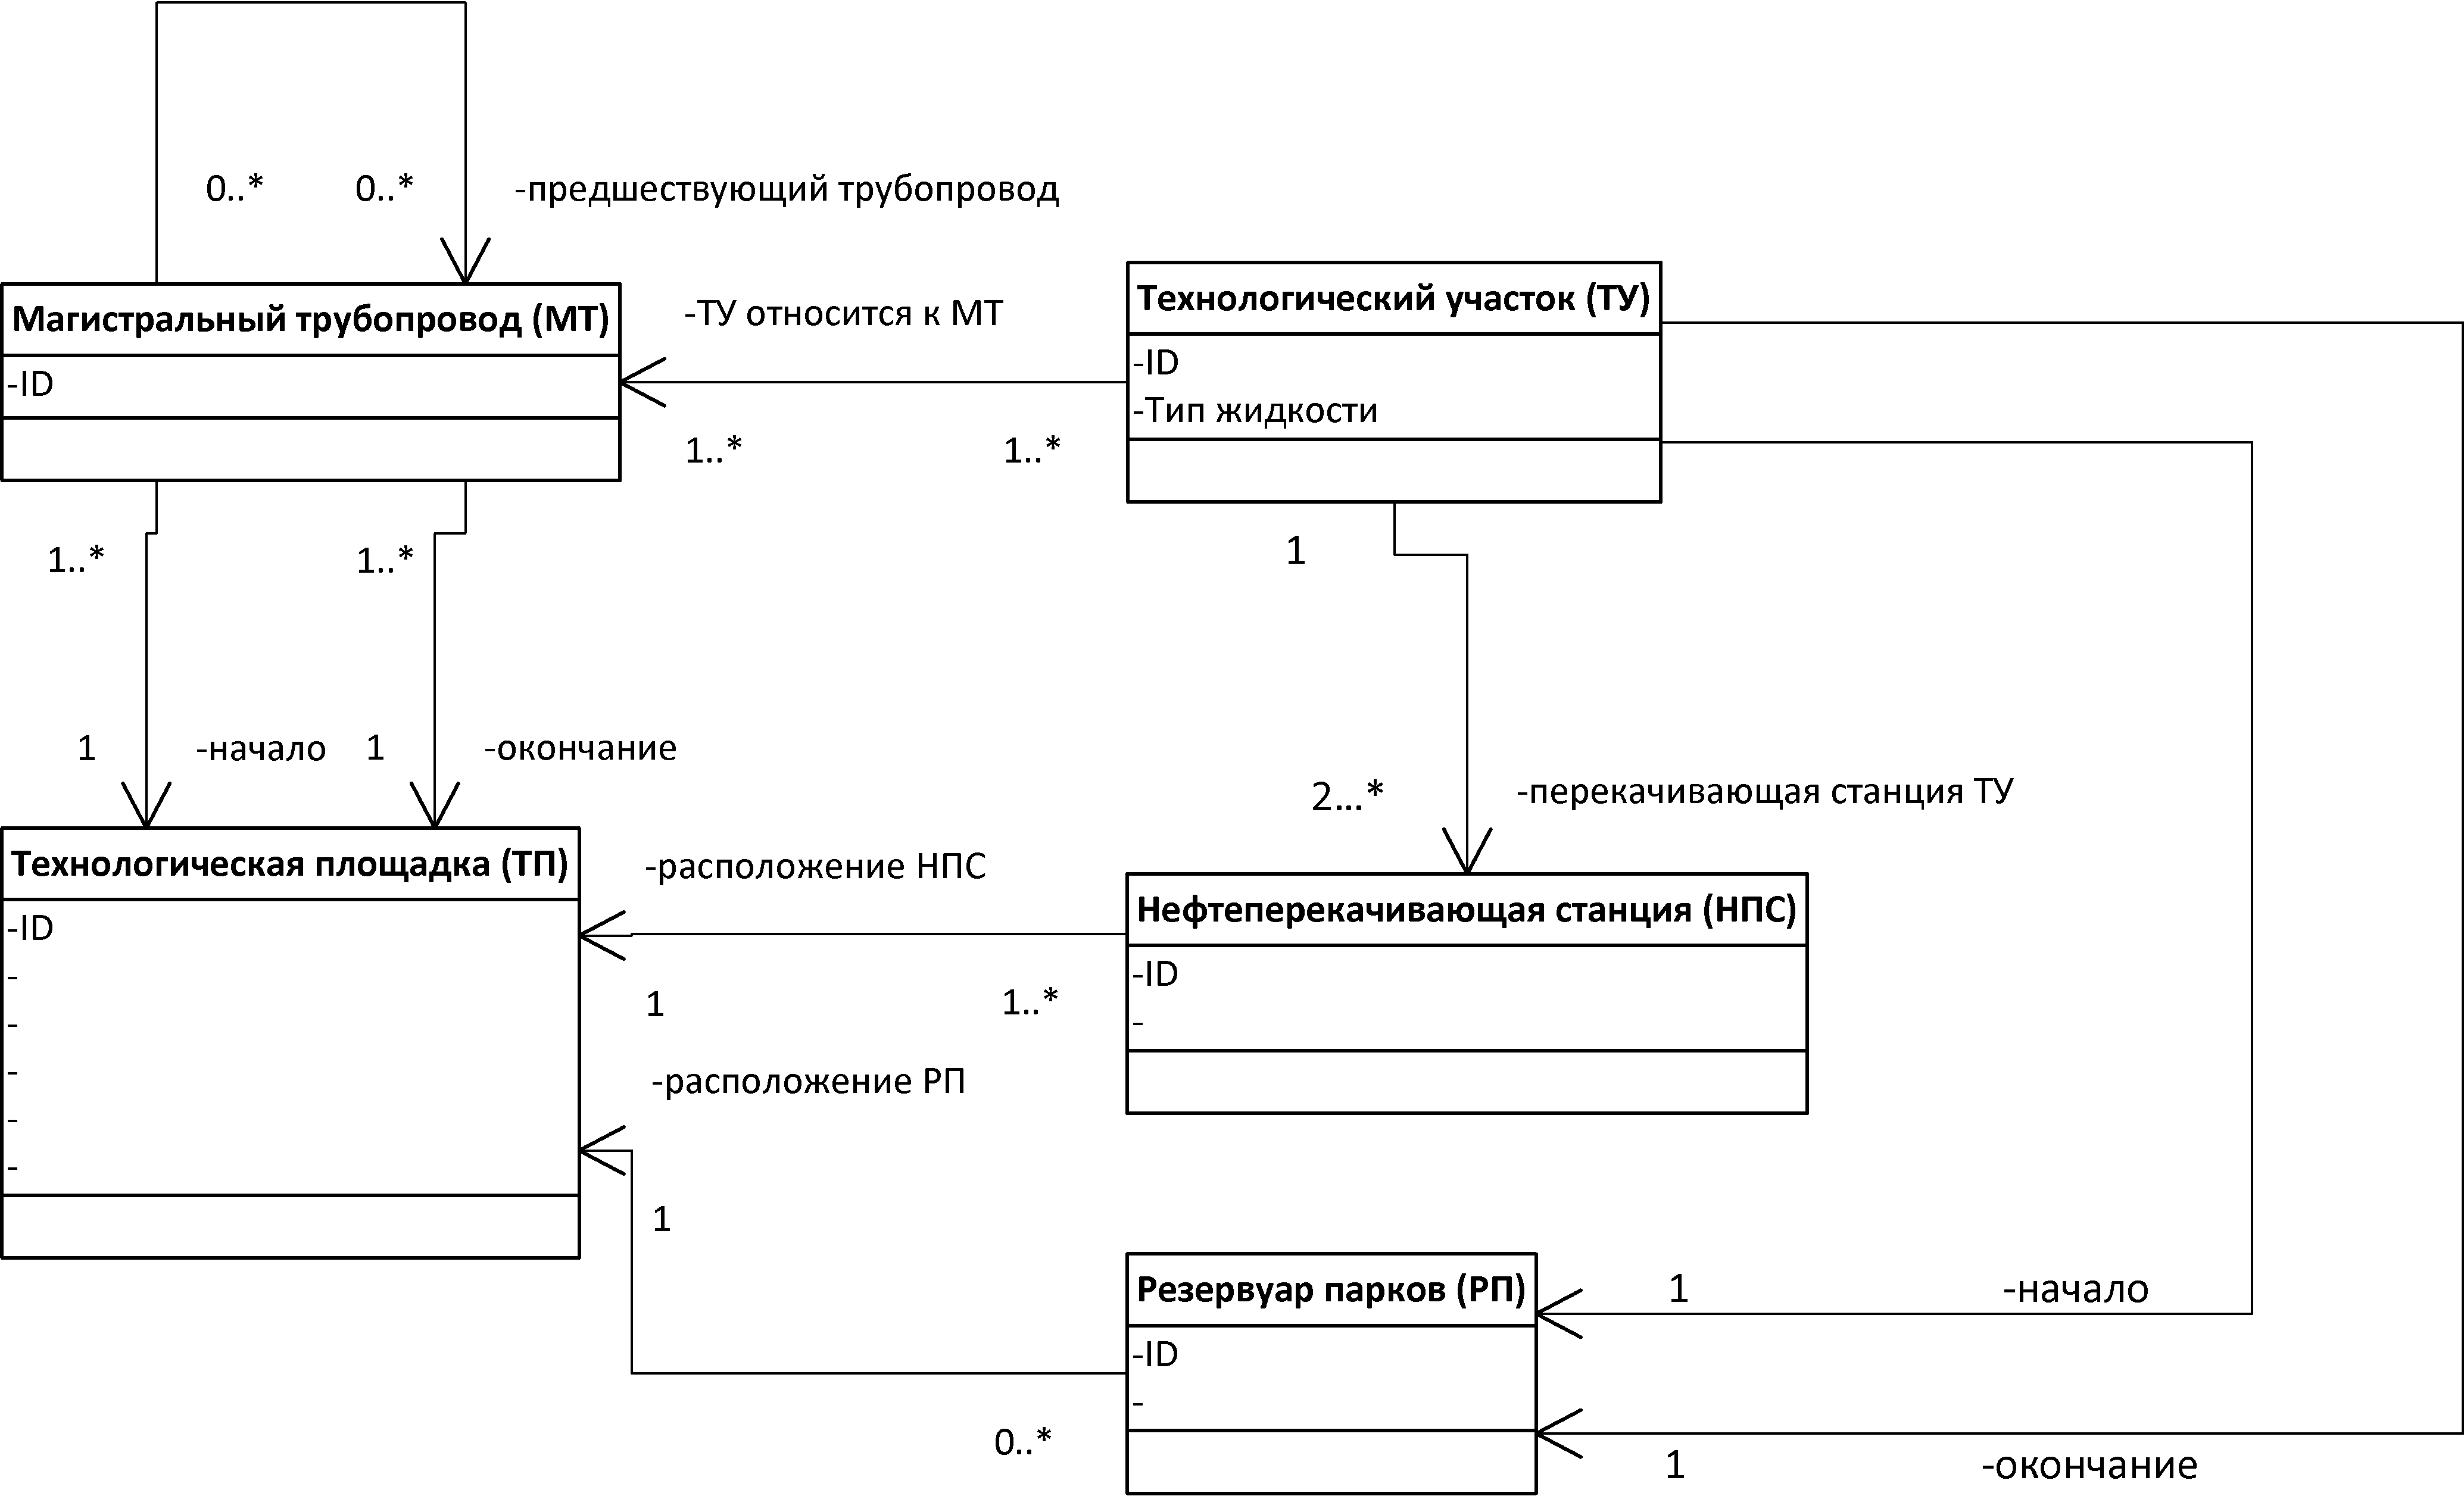 0..*
0..*
-предшествующий трубопровод
Магистральный трубопровод (МТ)
-ID
-ТУ относится к МТ
1..*
1..*
Технологический участок (ТУ)
-ID
-Тип жидкости
1..*
1..*
1
-начало
1
-окончание
1
2...*
-перекачивающая станция ТУ
Технологическая площадка (ТП)
-ID
-
-
-
-
-
-расположение НПС
1
1..*
Нефтеперекачивающая станция (НПС)
-ID
-
-расположение РП
1
0..*
Резервуар парков (РП)
-ID
-
1
-начало
1
-окончание